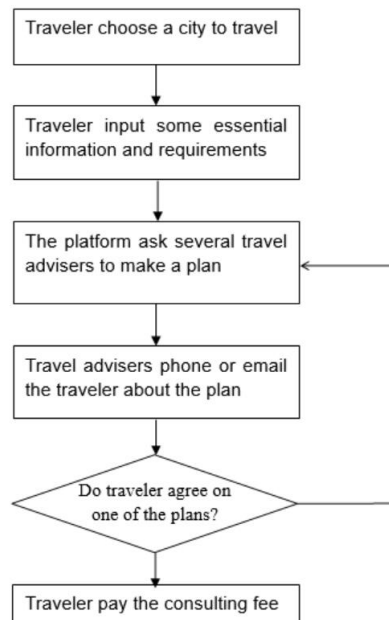 Traveler choose a city to travel
Traveler input some essential
information and requirements
The platform ask several travel
advisers to make a plan
Travel advisers phone or email
the traveler about the plan
Do traveler agree on
one of the plans?
Traveler pay the consulting fee